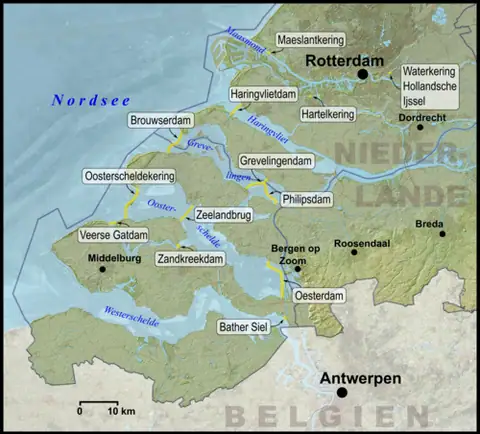 Maasmond
Maeslantkering
Rotterdam
Waterkering
Hollandsche
Ijssel
Nordsee
Haringvlietdam
Hartelkering
Dordrecht
Brouwserdam
Haringvliet
Greve-
lingen
Grevelingendam
NIEDER-
LANDE
Oosterscheldekering
Ooster-
schelde
Philipsdam
Zeelandbrug
Breda
Veerse Gatdam
Roosendaal
Bergen op
Zoom
Zandkreekdam
Middelburg
Oesterdam
Westerschelde
Bather Siel
Antwerpen
10 km
BELGIEN